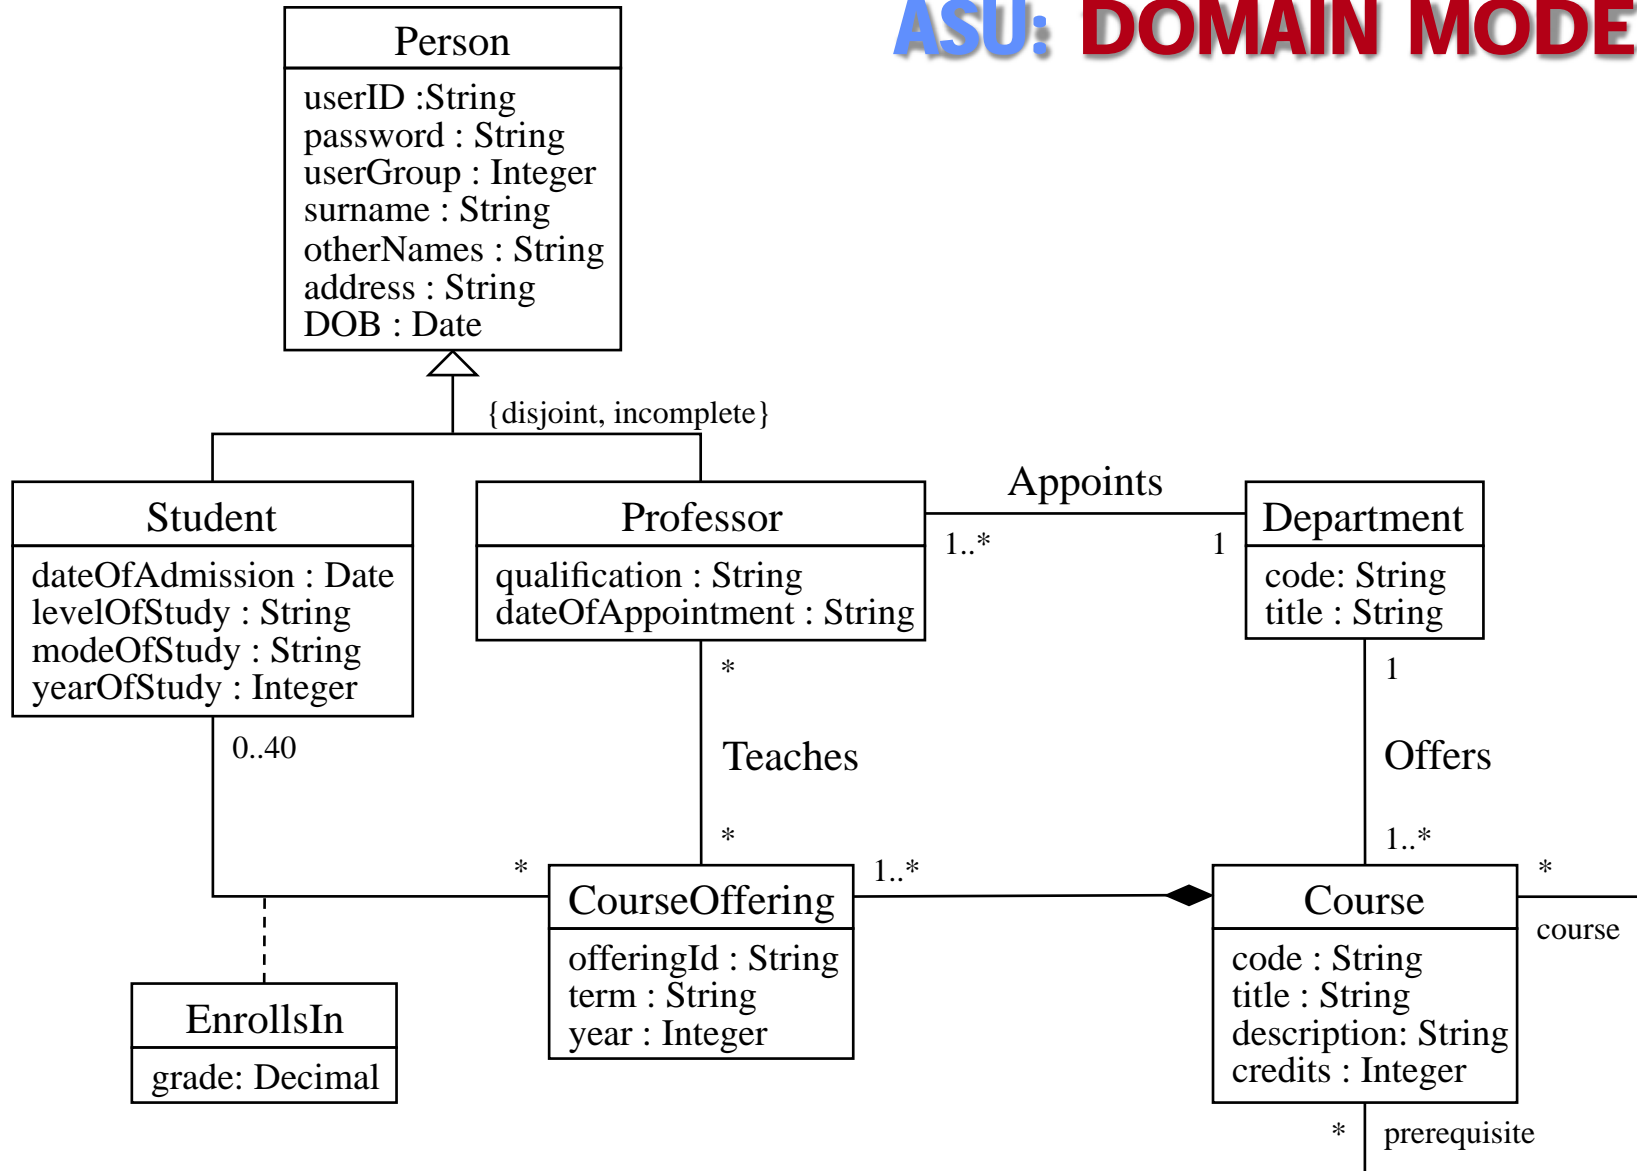 ASU: DOMAIN MODE
Person
userID :String
password : String
userGroup : Integer
surname : String
otherNames : String
address : String
DOB : Date
{disjoint, incomplete}
Student
dateOfAdmission : Date
levelOfStudy : String
modeOfStudy : String
yearOfStudy : Integer
Professor
qualification : String
dateOfAppointment : String
Appoints
1..*
1
Department
code: String
title : String
0..40
*
Teaches
*
1
Offers
1..*
*
CourseOffering
offeringId : String
term : String
year : Integer
1..*
Course
code : String
title : String
description: String
credits : Integer
*
course
EnrollsIn
grade: Decimal
*
prerequisite